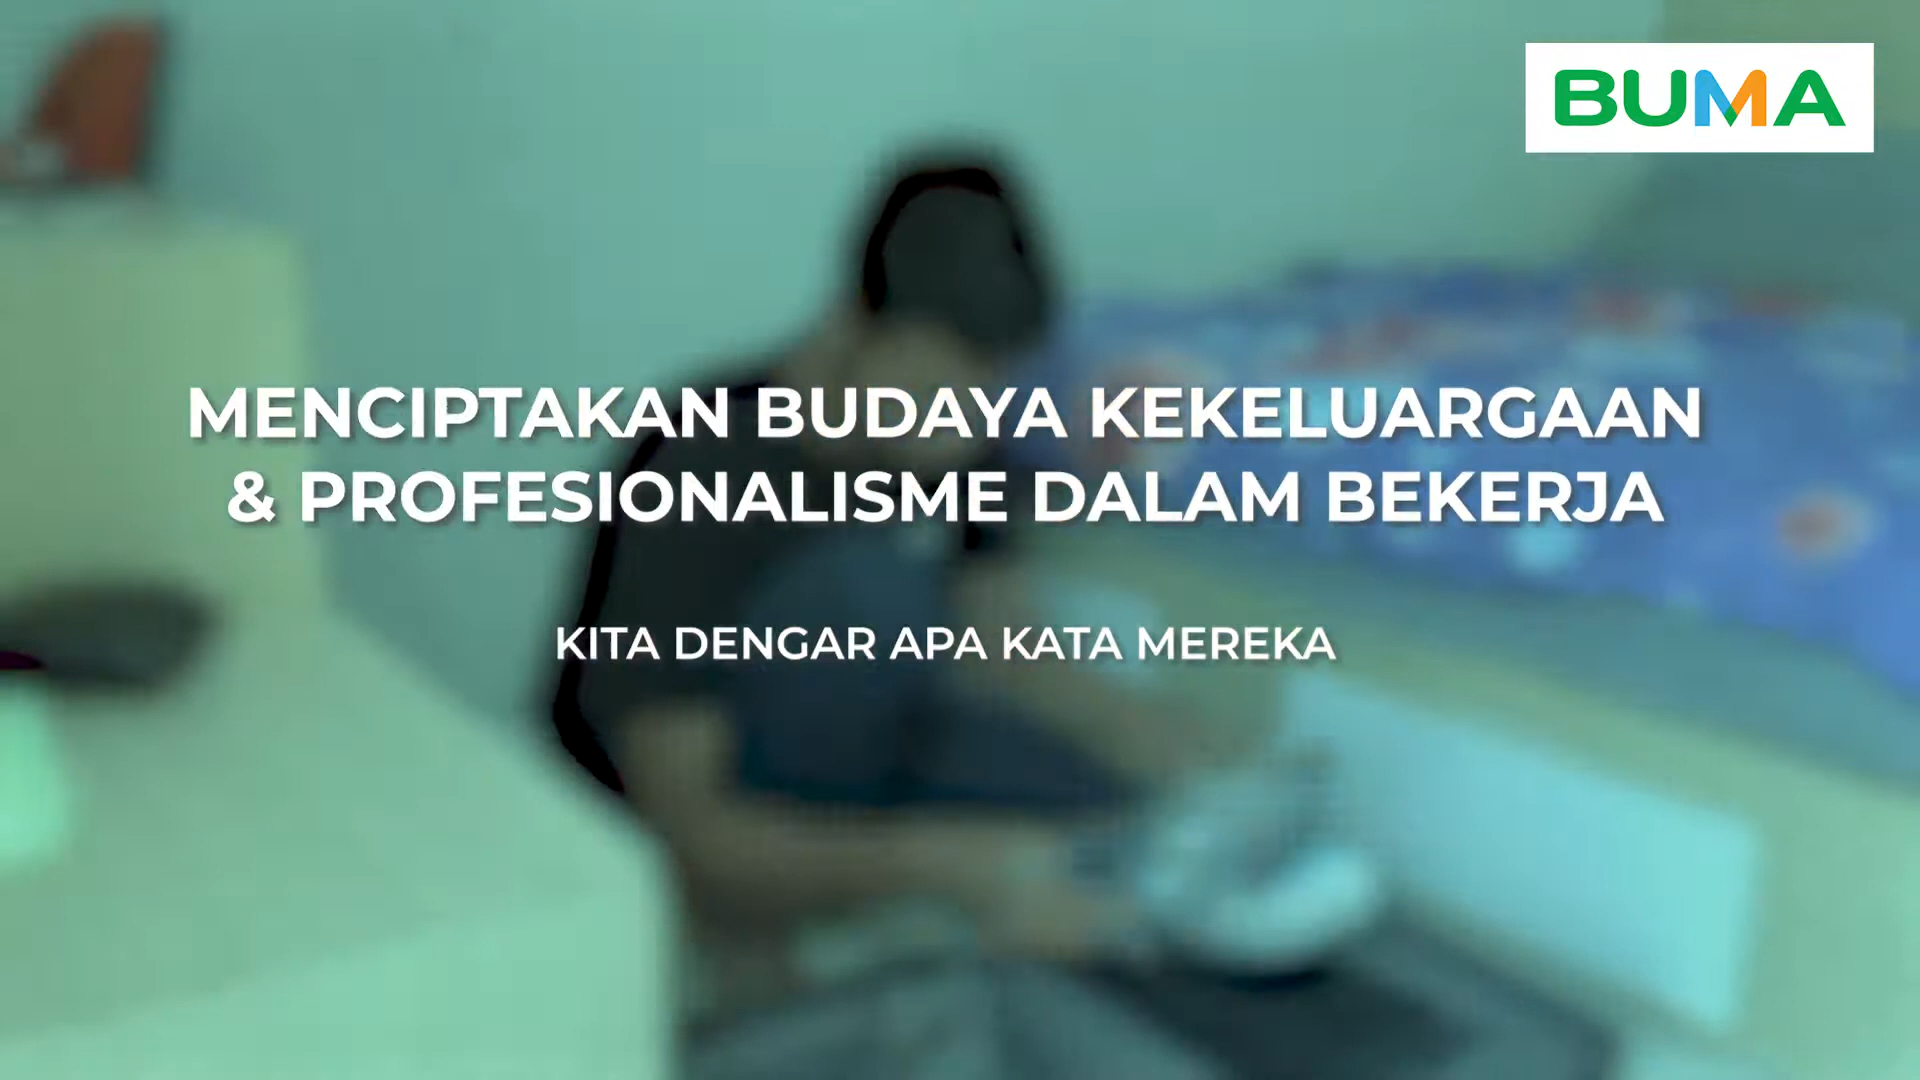 BUMA
MENCIPTAKAN BUDAYA KEKELUARGAAN
& PROFESIONALISME DALAM BEKERJA
KITA DENGAR APA KATA MEREKA